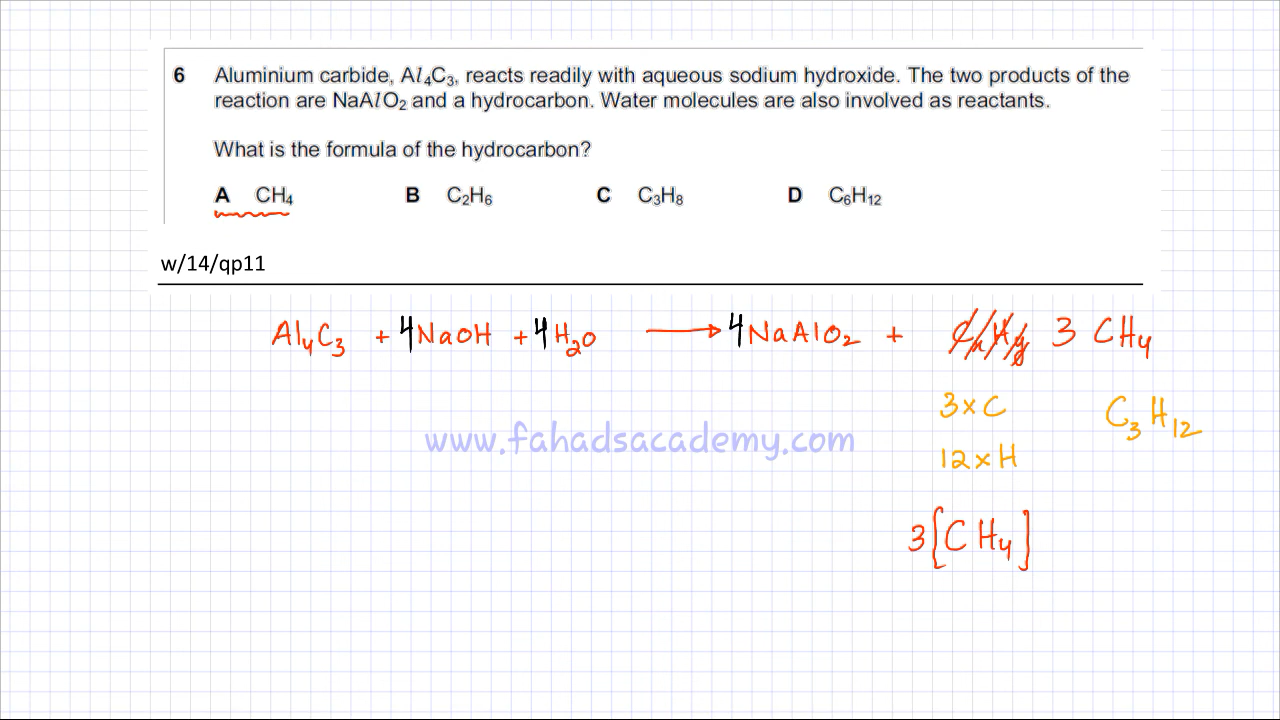 6 Aluminium carbide, Al₄C₃, reacts readily with aqueous sodium hydroxide. The two products of the
reaction are NaAlO₂ and a hydrocarbon. Water molecules are also involved as reactants.
What is the formula of the hydrocarbon?
A CH₄ B C₂H₆ C C₃H₈ D C₆H₁₂
w/14/qp11
Al₄C₃ + 4NaOH + 4H₂O → 4NaAlO₂ + 3 CH₄
3×C C₃H₁₂
www.fahadsacademy.com
12×H
3[CH₄]